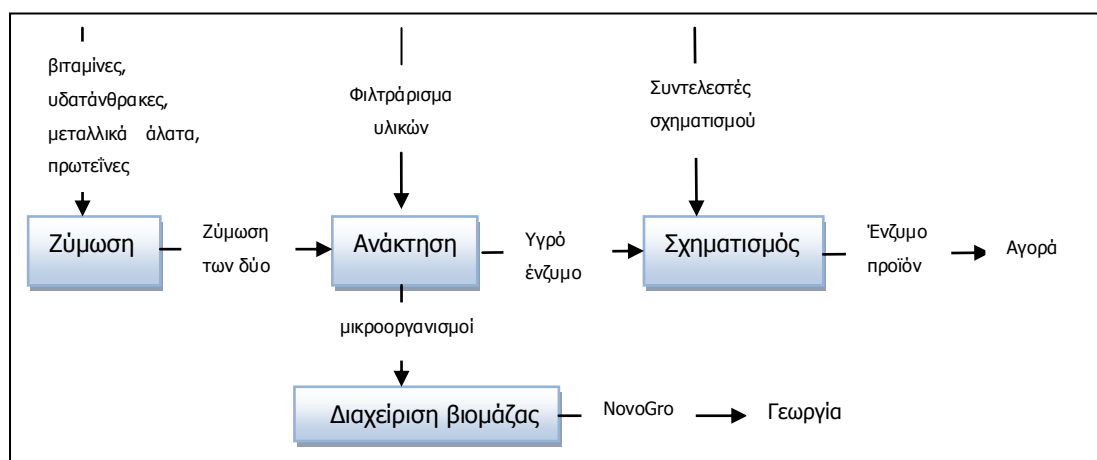 βιταμίνες,
υδατάνθρακες,
μεταλλικά άλατα,
πρωτεΐνες
Φιλτράρισμα
υλικών
Συντελεστές
σχηματισμού
Ζύμωση
Ζύμωση
των δύο
Ανάκτηση
Υγρό
ένζυμο
Σχηματισμός
Ένζυμο
προϊόν
Αγορά
μικροοργανισμοί
Διαχείριση βιομάζας
NovoGro
Γεωργία